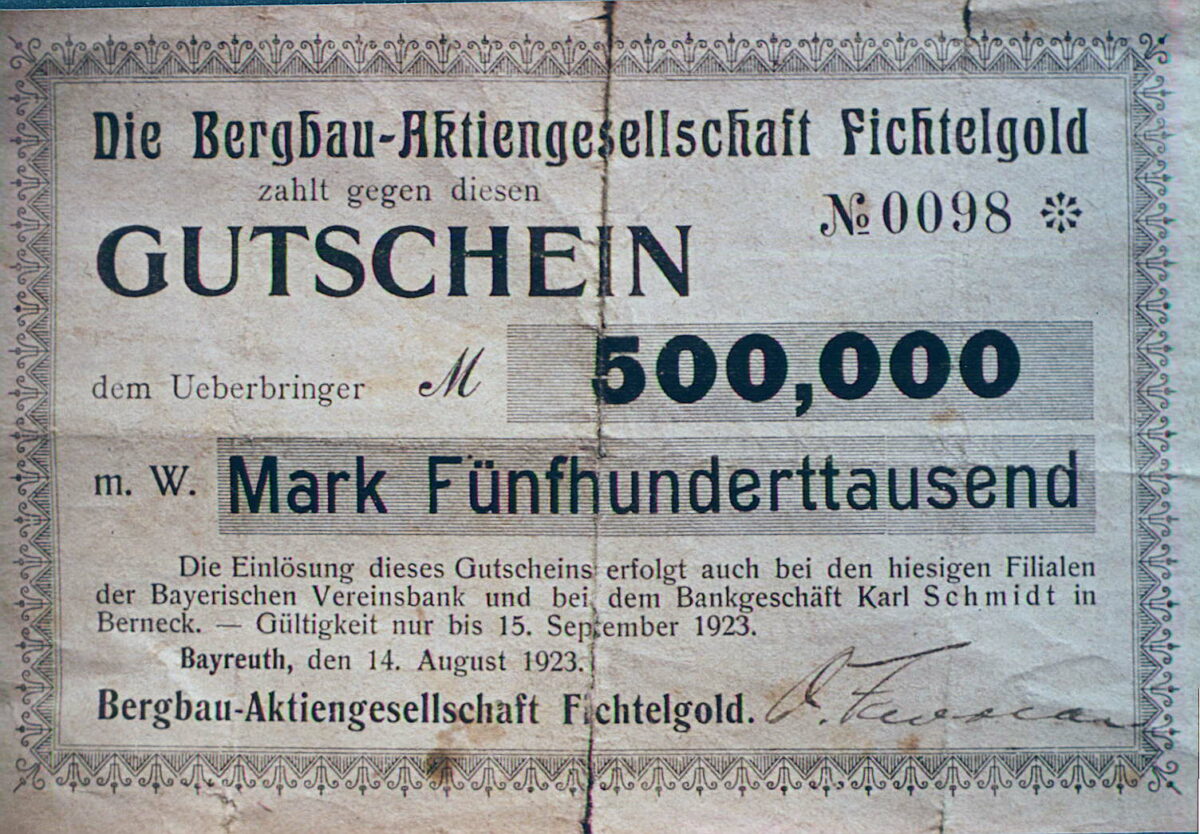 Die Bergbau-Aktiengesellschaft Fichtelgold
zahlt gegen diesen
№ 0098 *
GUTSCHEIN
dem Ueberbringer M 500,000
m. W. Mark Fünfhunderttausend
Die Einlösung dieses Gutscheins erfolgt auch bei den hiesigen Filialen
der Bayerischen Vereinsbank und bei dem Bankgeschäft Karl Schmidt in
Berneck. — Gültigkeit nur bis 15. September 1923.
Bayreuth, den 14. August 1923.
Bergbau-Aktiengesellschaft Fichtelgold.